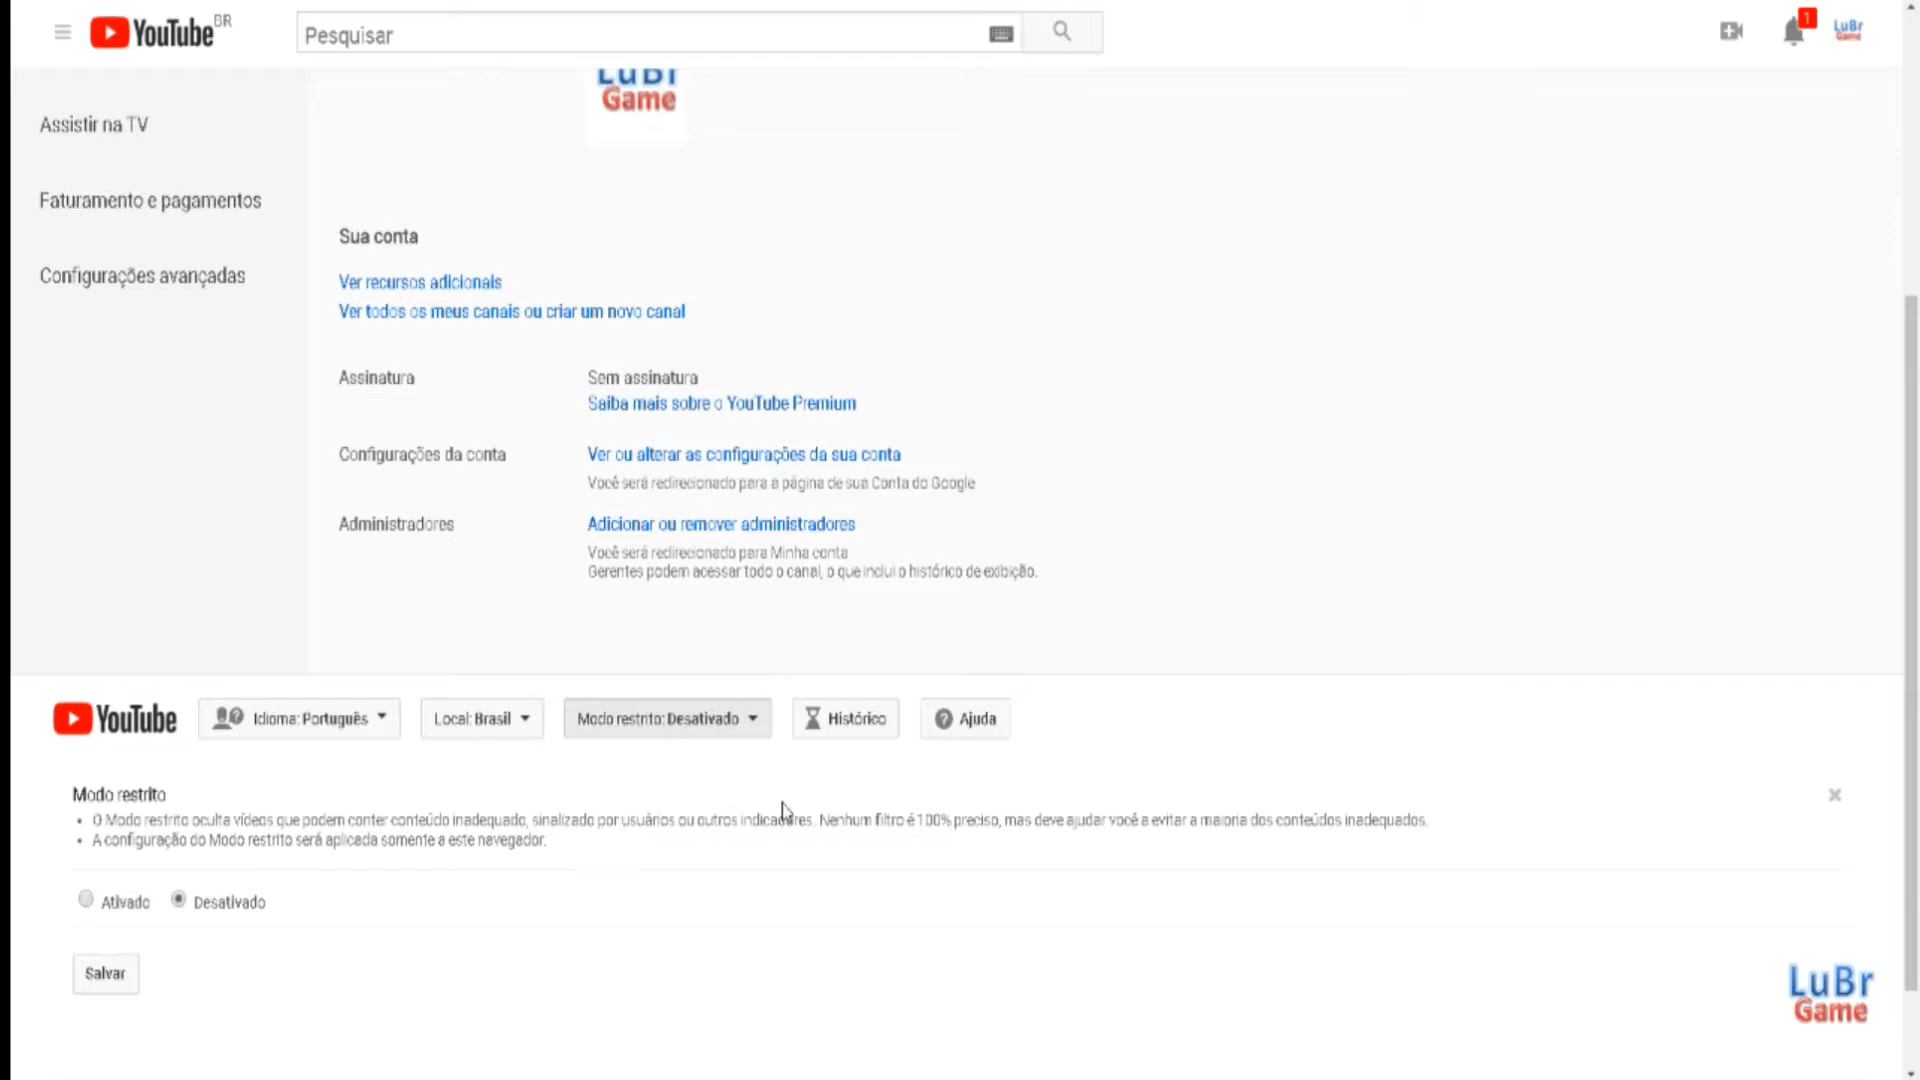 YouTube BR
Pesquisar
1
LuBr
Game
LuBr
Game
Assistir na TV
Faturamento e pagamentos
Configurações avançadas
Sua conta
Ver recursos adicionais
Ver todos os meus canais ou criar um novo canal
Assinatura
Sem assinatura
Saiba mais sobre o YouTube Premium
Configurações da conta
Ver ou alterar as configurações da sua conta
Você será redirecionado para a página de sua Conta do Google
Administradores
Adicionar ou remover administradores
Você será redirecionado para Minha conta
Gerentes podem acessar todo o canal, o que inclui o histórico de exibição.
YouTube
Idioma: Português
Local: Brasil
Modo restrito: Desativado
Histórico
Ajuda
Modo restrito
• O Modo restrito oculta vídeos que podem conter conteúdo inadequado, sinalizado por usuários ou outros indicadores. Nenhum filtro é 100% preciso, mas deve ajudar você a evitar a maioria dos conteúdos inadequados.
• A configuração do Modo restrito será aplicada somente a este navegador.
Ativado
Desativado
Salvar
LuBr
Game